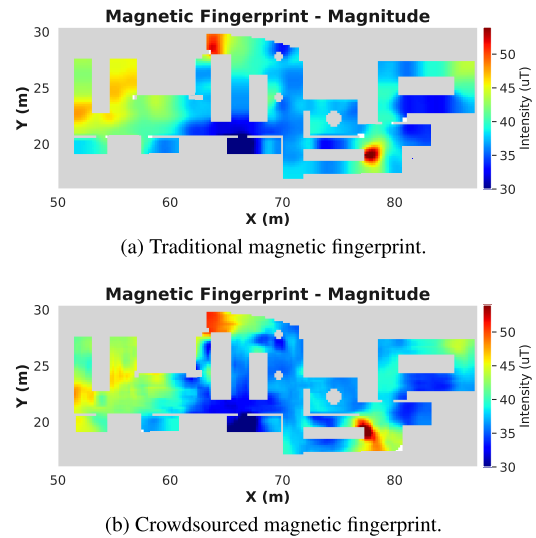 Magnetic Fingerprint - Magnitude
30
25
20
Y (m)
50 60 70 80
X (m)
50
45
40
35
30
Intensity (uT)
(a) Traditional magnetic fingerprint.
Magnetic Fingerprint - Magnitude
30
25
20
Y (m)
50 60 70 80
X (m)
50
45
40
35
30
Intensity (uT)
(b) Crowdsourced magnetic fingerprint.